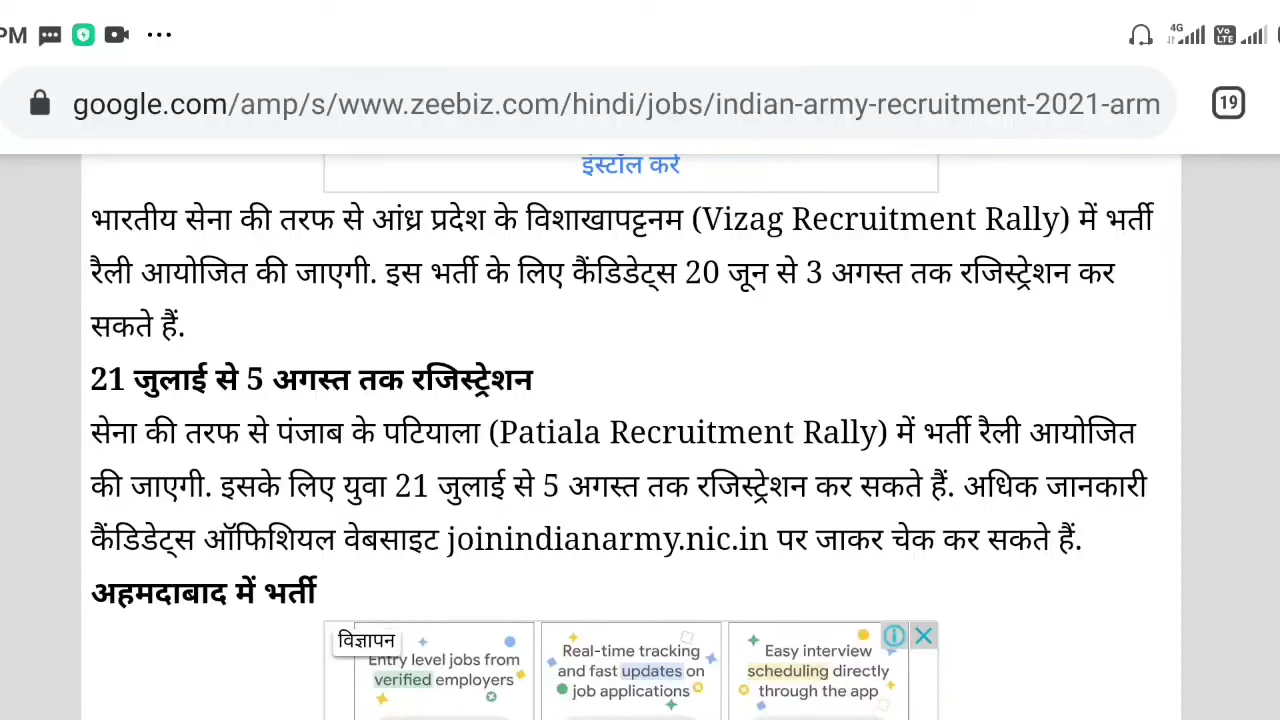 PM
4G
Vo LTE
google.com/amp/s/www.zeebiz.com/hindi/jobs/indian-army-recruitment-2021-arm
19
इंस्टॉल करें
भारतीय सेना की तरफ से आंध्र प्रदेश के विशाखापट्टनम (Vizag Recruitment Rally) में भर्ती
रैली आयोजित की जाएगी. इस भर्ती के लिए कैंडिडेट्स 20 जून से 3 अगस्त तक रजिस्ट्रेशन कर
सकते हैं.
21 जुलाई से 5 अगस्त तक रजिस्ट्रेशन
सेना की तरफ से पंजाब के पटियाला (Patiala Recruitment Rally) में भर्ती रैली आयोजित
की जाएगी. इसके लिए युवा 21 जुलाई से 5 अगस्त तक रजिस्ट्रेशन कर सकते हैं. अधिक जानकारी
कैंडिडेट्स ऑफिशियल वेबसाइट joinindianarmy.nic.in पर जाकर चेक कर सकते हैं.
अहमदाबाद में भर्ती
विज्ञापन
Entry level jobs from
verified employers
Real-time tracking
and fast updates on
job applications
Easy interview
scheduling directly
through the app